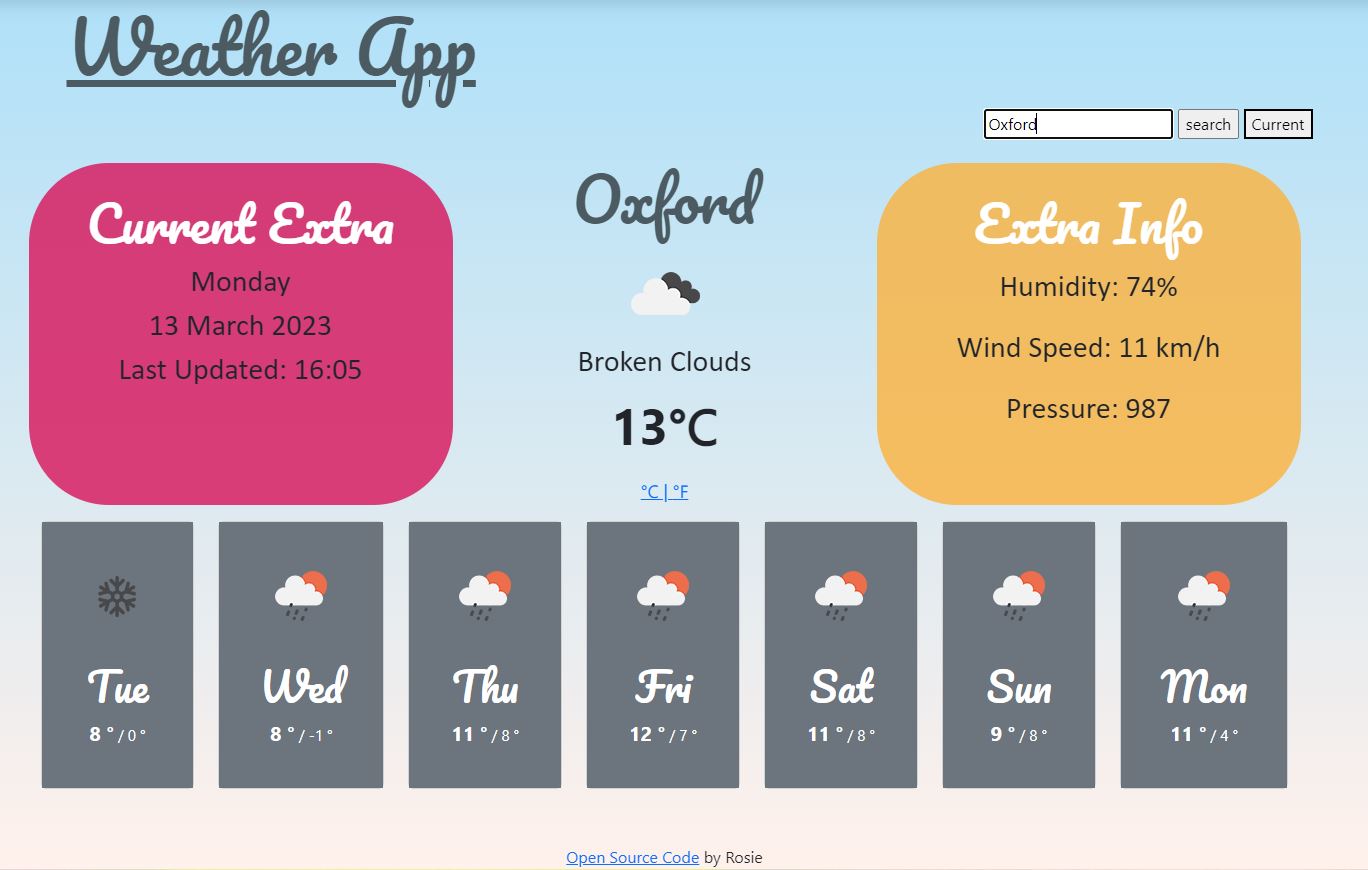 Weather App
Oxford search Current
Current Extra
Monday
13 March 2023
Last Updated: 16:05
Oxford
Broken Clouds
13°C
°C | °F
Extra Info
Humidity: 74%
Wind Speed: 11 km/h
Pressure: 987
Tue
8 ° / 0 °
Wed
8 ° / -1 °
Thu
11 ° / 8 °
Fri
12 ° / 7 °
Sat
11 ° / 8 °
Sun
9 ° / 8 °
Mon
11 ° / 4 °
Open Source Code by Rosie